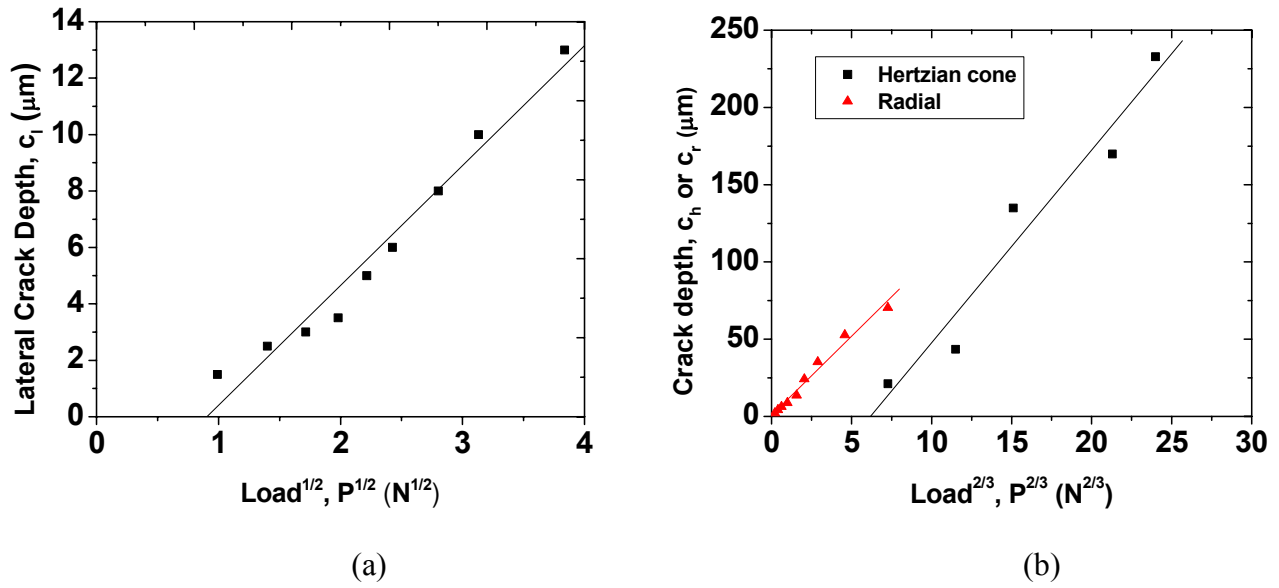 14
12
10
8
6
4
2
0
Lateral Crack Depth, c_l (μm)
0 1 2 3 4
Load^{1/2}, P^{1/2} (N^{1/2})
(a)
250
200
150
100
50
0
Crack depth, c_h or c_r (μm)
Hertzian cone
Radial
0 5 10 15 20 25 30
Load^{2/3}, P^{2/3} (N^{2/3})
(b)